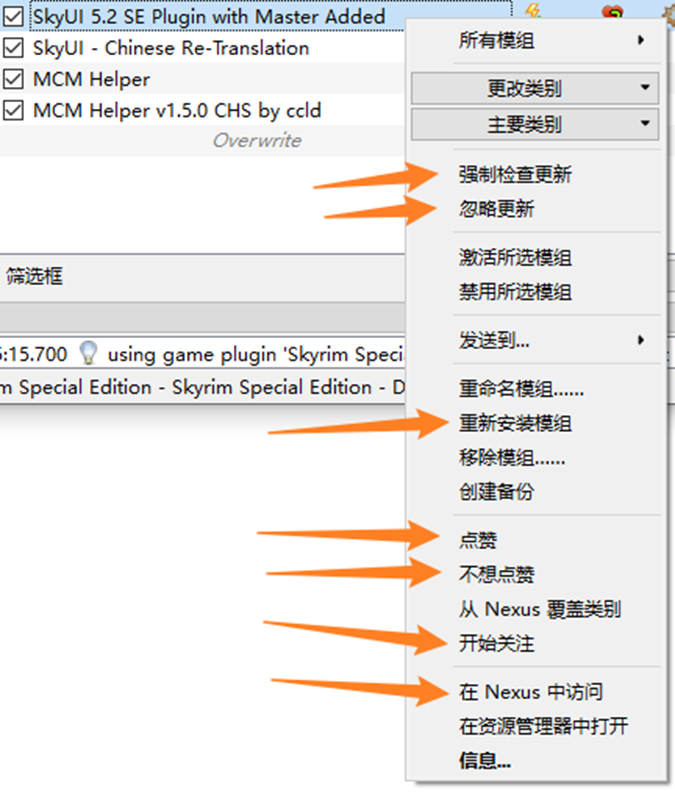 SkyUI 5.2 SE Plugin with Master Added
SkyUI - Chinese Re-Translation
MCM Helper
MCM Helper v1.5.0 CHS by ccld
Overwrite
筛选框
:15.700 using game plugin 'Skyrim Speci
m Special Edition - Skyrim Special Edition - D
所有模组
更改类别
主要类别
强制检查更新
忽略更新
激活所选模组
禁用所选模组
发送到...
重命名模组......
重新安装模组
移除模组......
创建备份
点赞
不想点赞
从 Nexus 覆盖类别
开始关注
在 Nexus 中访问
在资源管理器中打开
信息...